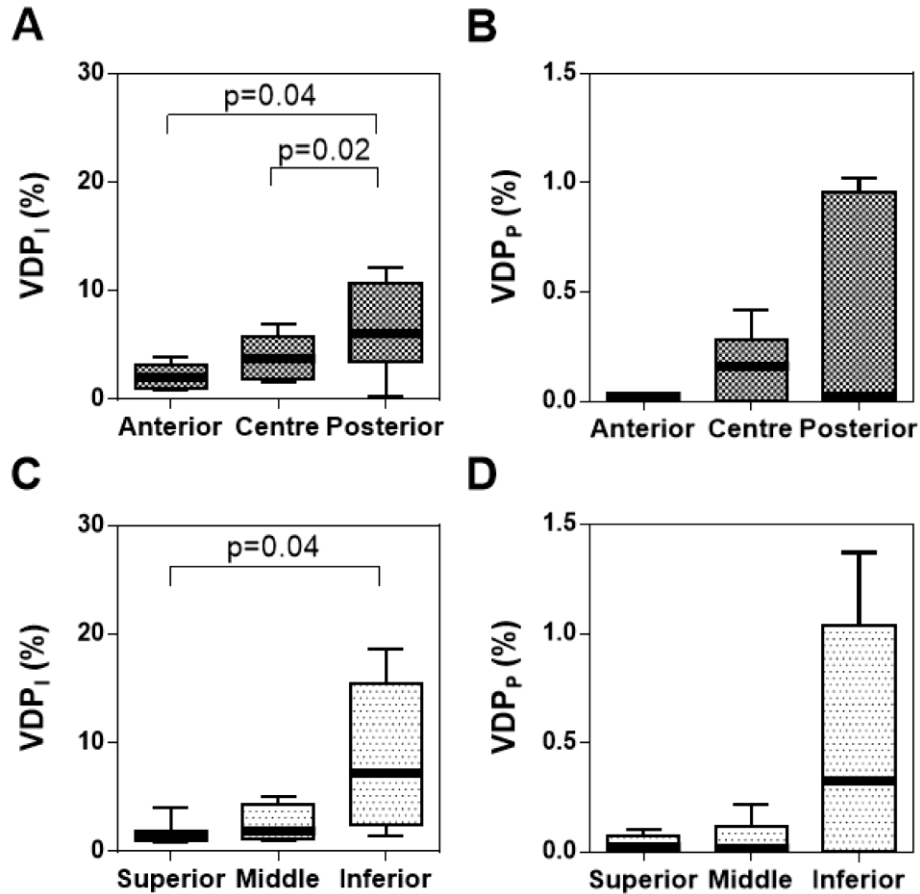 A
30
20
10
0
VDP_I (%)
p=0.04
p=0.02
Anterior Centre Posterior
B
1.5
1.0
0.5
0.0
VDP_P (%)
Anterior Centre Posterior
C
30
20
10
0
VDP_I (%)
p=0.04
Superior Middle Inferior
D
1.5
1.0
0.5
0.0
VDP_P (%)
Superior Middle Inferior